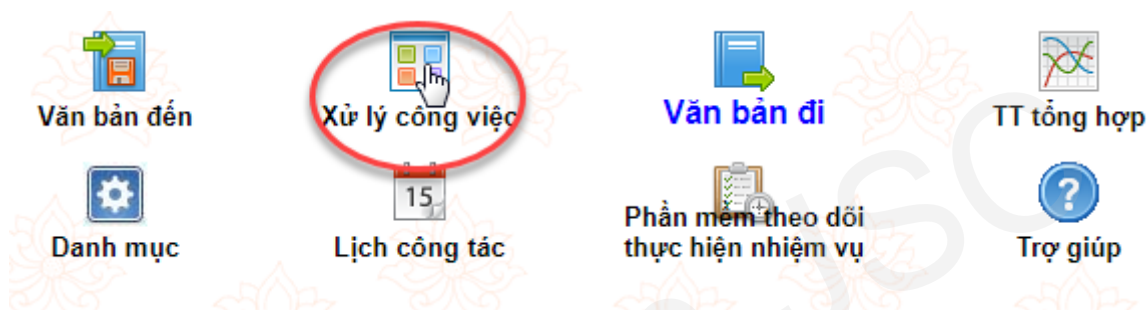 Văn bản đến
Xử lý công việc
Văn bản đi
TT tổng hợp
15
Danh mục
Lịch công tác
Phần mềm theo dõi
thực hiện nhiệm vụ
?
Trợ giúp
JSC